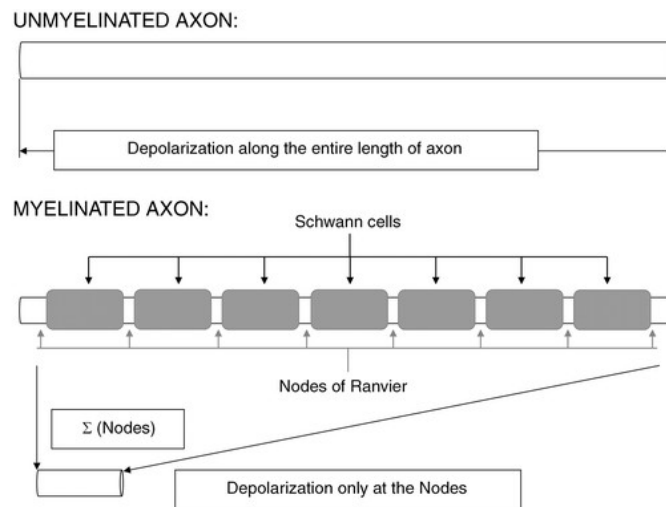 UNMYELINATED AXON:
Depolarization along the entire length of axon
MYELINATED AXON:
Schwann cells
Nodes of Ranvier
Σ (Nodes)
Depolarization only at the Nodes